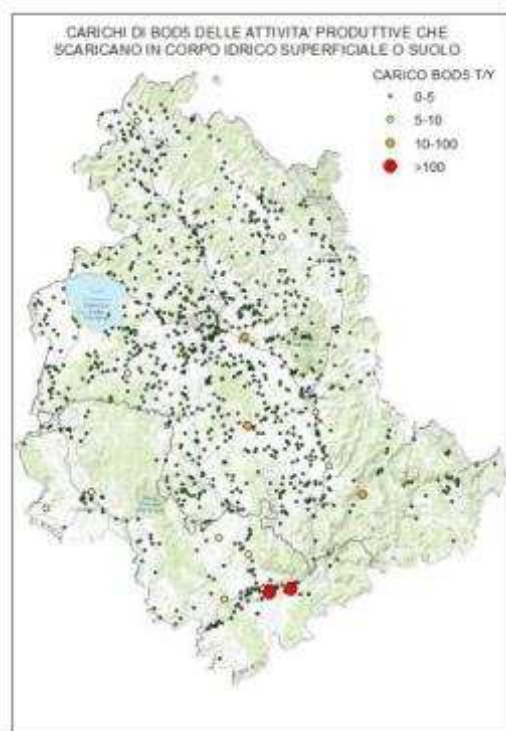 CARICHI DI BOD5 DELLE ATTIVITA' PRODUTTIVE CHE
SCARICANO IN CORPO IDRICO SUPERFICIALE O SUOLO
CARICO BOD5 T/Y
0-5
5-10
10-100
>100